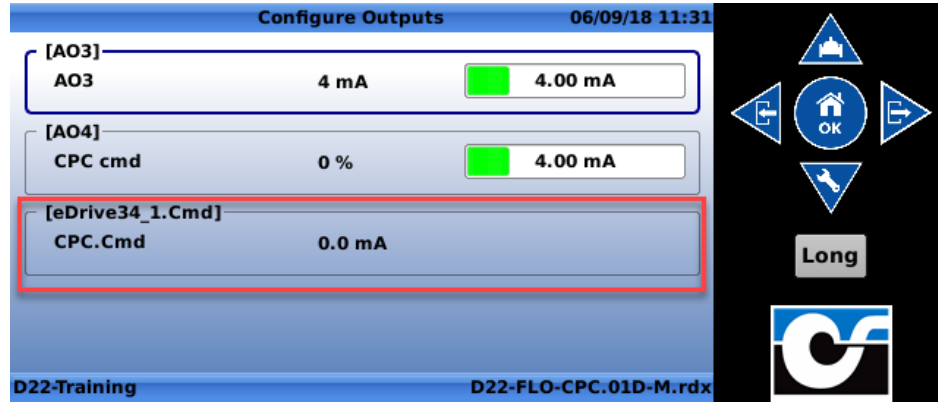 Configure Outputs 06/09/18 11:31
[AO3]
AO3 4 mA 4.00 mA
[AO4]
CPC cmd 0 % 4.00 mA
[eDrive34_1.Cmd]
CPC.Cmd 0.0 mA
D22-Training D22-FLO-CPC.01D-M.rdx
OK
Long